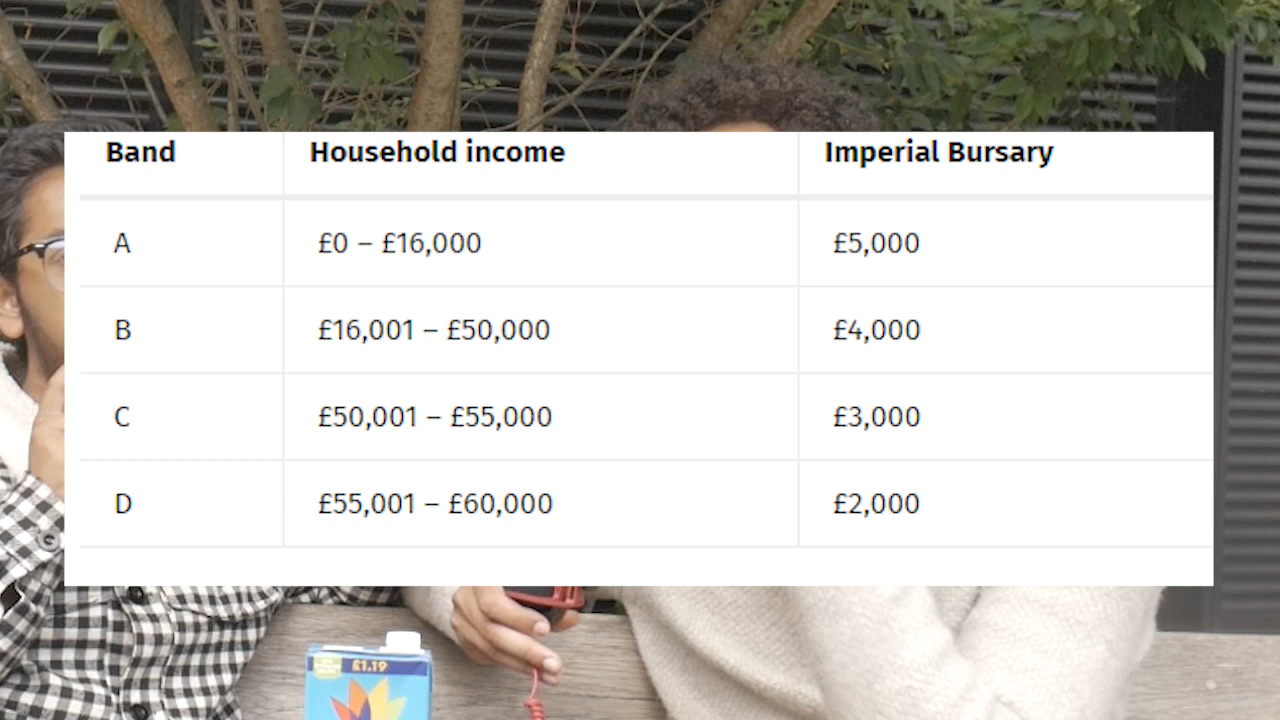 Band Household income Imperial Bursary
A £0 – £16,000 £5,000
B £16,001 – £50,000 £4,000
C £50,001 – £55,000 £3,000
D £55,001 – £60,000 £2,000
£1.19